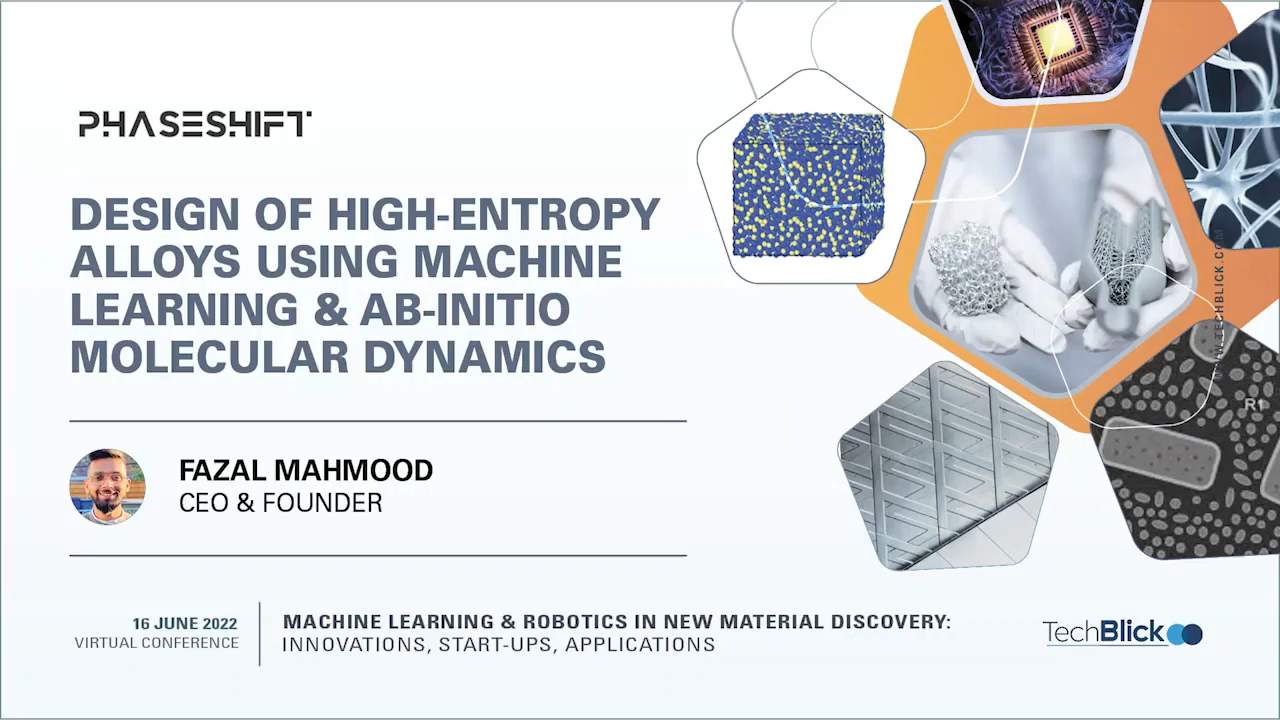 PHASESHIFT
DESIGN OF HIGH-ENTROPY
ALLOYS USING MACHINE
LEARNING & AB-INITIO
MOLECULAR DYNAMICS
FAZAL MAHMOOD
CEO & FOUNDER
16 JUNE 2022
VIRTUAL CONFERENCE
MACHINE LEARNING & ROBOTICS IN NEW MATERIAL DISCOVERY:
INNOVATIONS, START-UPS, APPLICATIONS
TechBlick
WWW.TECHBLICK.COM
R1